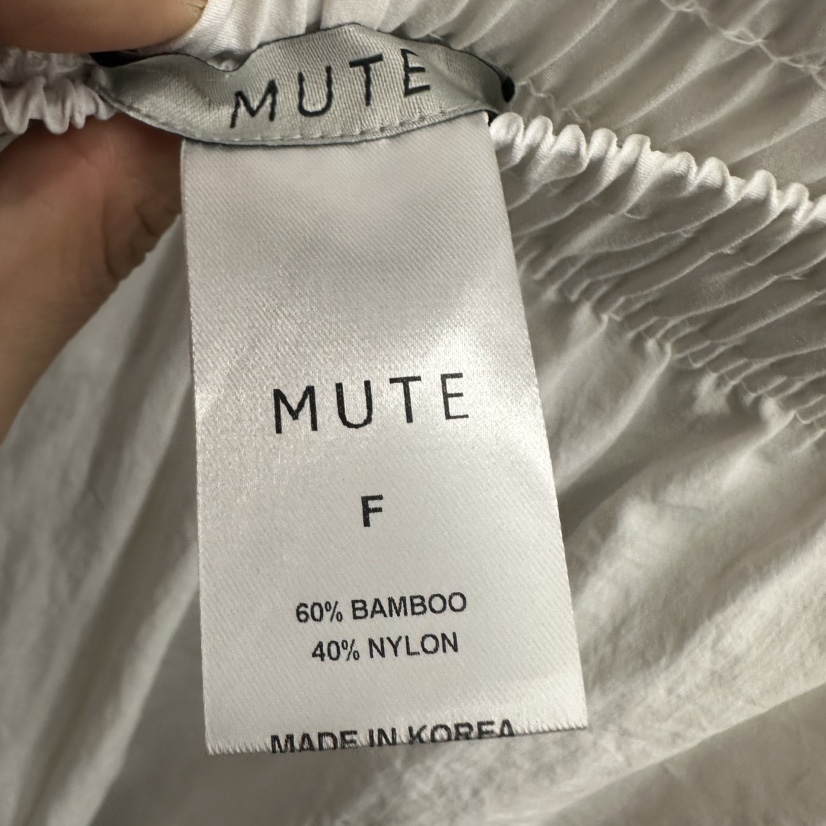 MUTE
MUTE
F
60% BAMBOO
40% NYLON
MADE IN KOREA